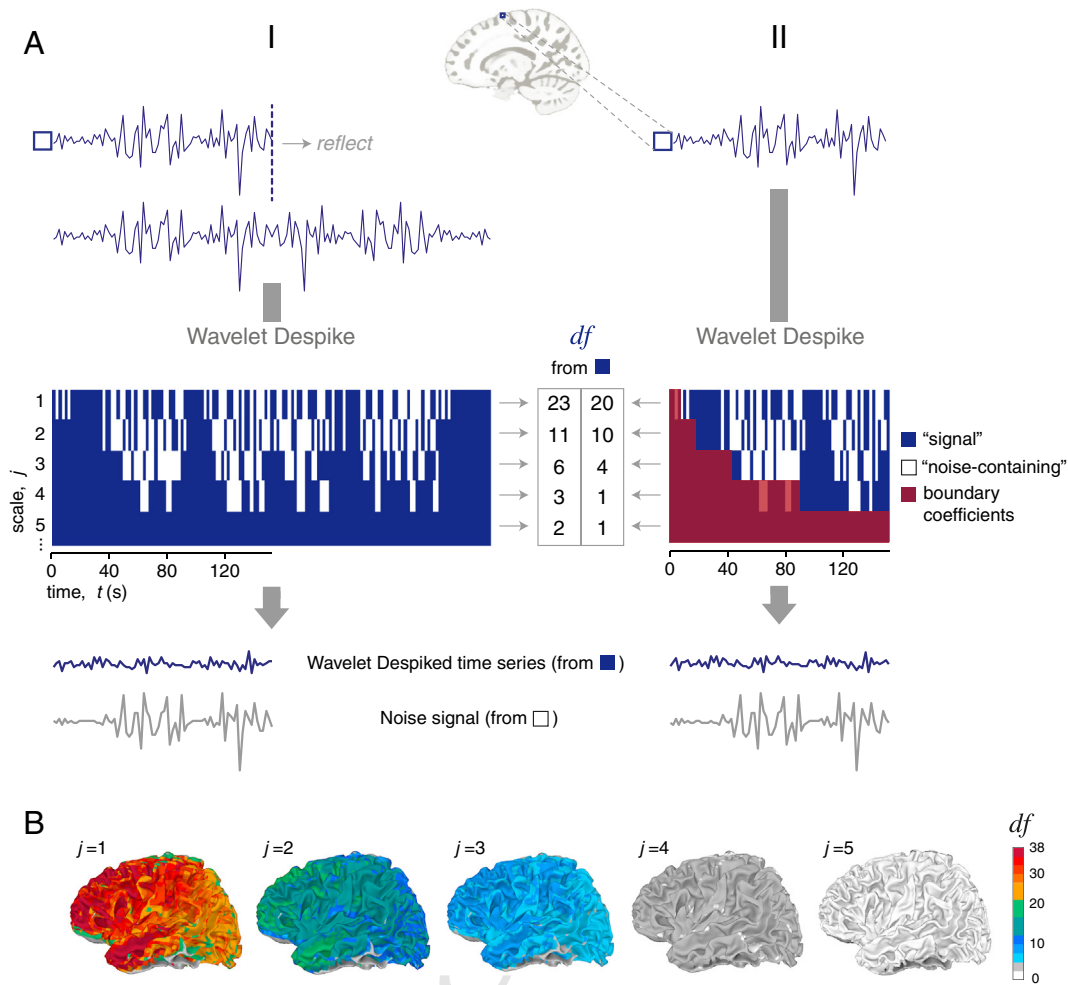 A
I
II
reflect
Wavelet Despike
df
Wavelet Despike
from
1
2
3
4
5
...
scale, j
23 20
11 10
6 4
3 1
2 1
"signal"
"noise-containing"
boundary
coefficients
0 40 80 120
time, t (s)
0 40 80 120
Wavelet Despiked time series (from )
Noise signal (from )
B
j=1
j=2
j=3
j=4
j=5
df
38
30
20
10
0